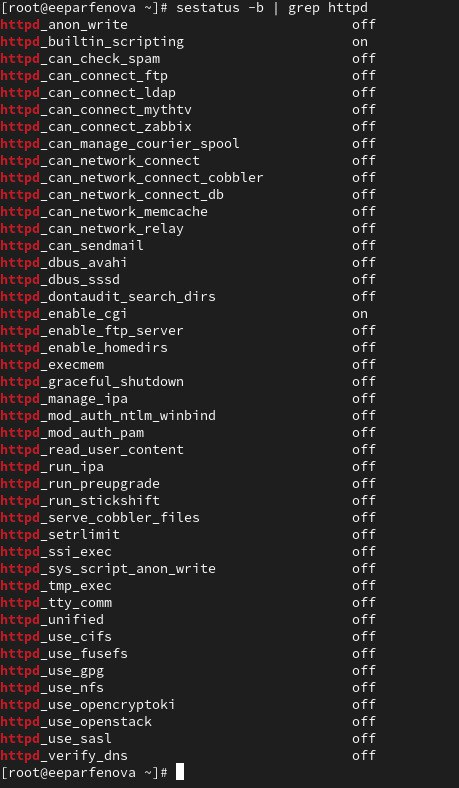 [root@eeparfenova ~]# sestatus -b | grep httpd
httpd_anon_write                            off
httpd_builtin_scripting                     on
httpd_can_check_spam                        off
httpd_can_connect_ftp                       off
httpd_can_connect_ldap                      off
httpd_can_connect_mythtv                    off
httpd_can_connect_zabbix                    off
httpd_can_manage_courier_spool              off
httpd_can_network_connect                   off
httpd_can_network_connect_cobbler           off
httpd_can_network_connect_db                off
httpd_can_network_memcache                  off
httpd_can_network_relay                     off
httpd_can_sendmail                          off
httpd_dbus_avahi                            off
httpd_dbus_sssd                             off
httpd_dontaudit_search_dirs                 off
httpd_enable_cgi                            on
httpd_enable_ftp_server                     off
httpd_enable_homedirs                       off
httpd_execmem                               off
httpd_graceful_shutdown                     off
httpd_manage_ipa                            off
httpd_mod_auth_ntlm_winbind                 off
httpd_mod_auth_pam                          off
httpd_read_user_content                     off
httpd_run_ipa                               off
httpd_run_preupgrade                        off
httpd_run_stickshift                        off
httpd_serve_cobbler_files                   off
httpd_setrlimit                             off
httpd_ssi_exec                              off
httpd_sys_script_anon_write                 off
httpd_tmp_exec                              off
httpd_tty_comm                              off
httpd_unified                               off
httpd_use_cifs                              off
httpd_use_fusefs                            off
httpd_use_gpg                               off
httpd_use_nfs                               off
httpd_use_opencryptoki                      off
httpd_use_openstack                         off
httpd_use_sasl                              off
httpd_verify_dns                            off
[root@eeparfenova ~]#